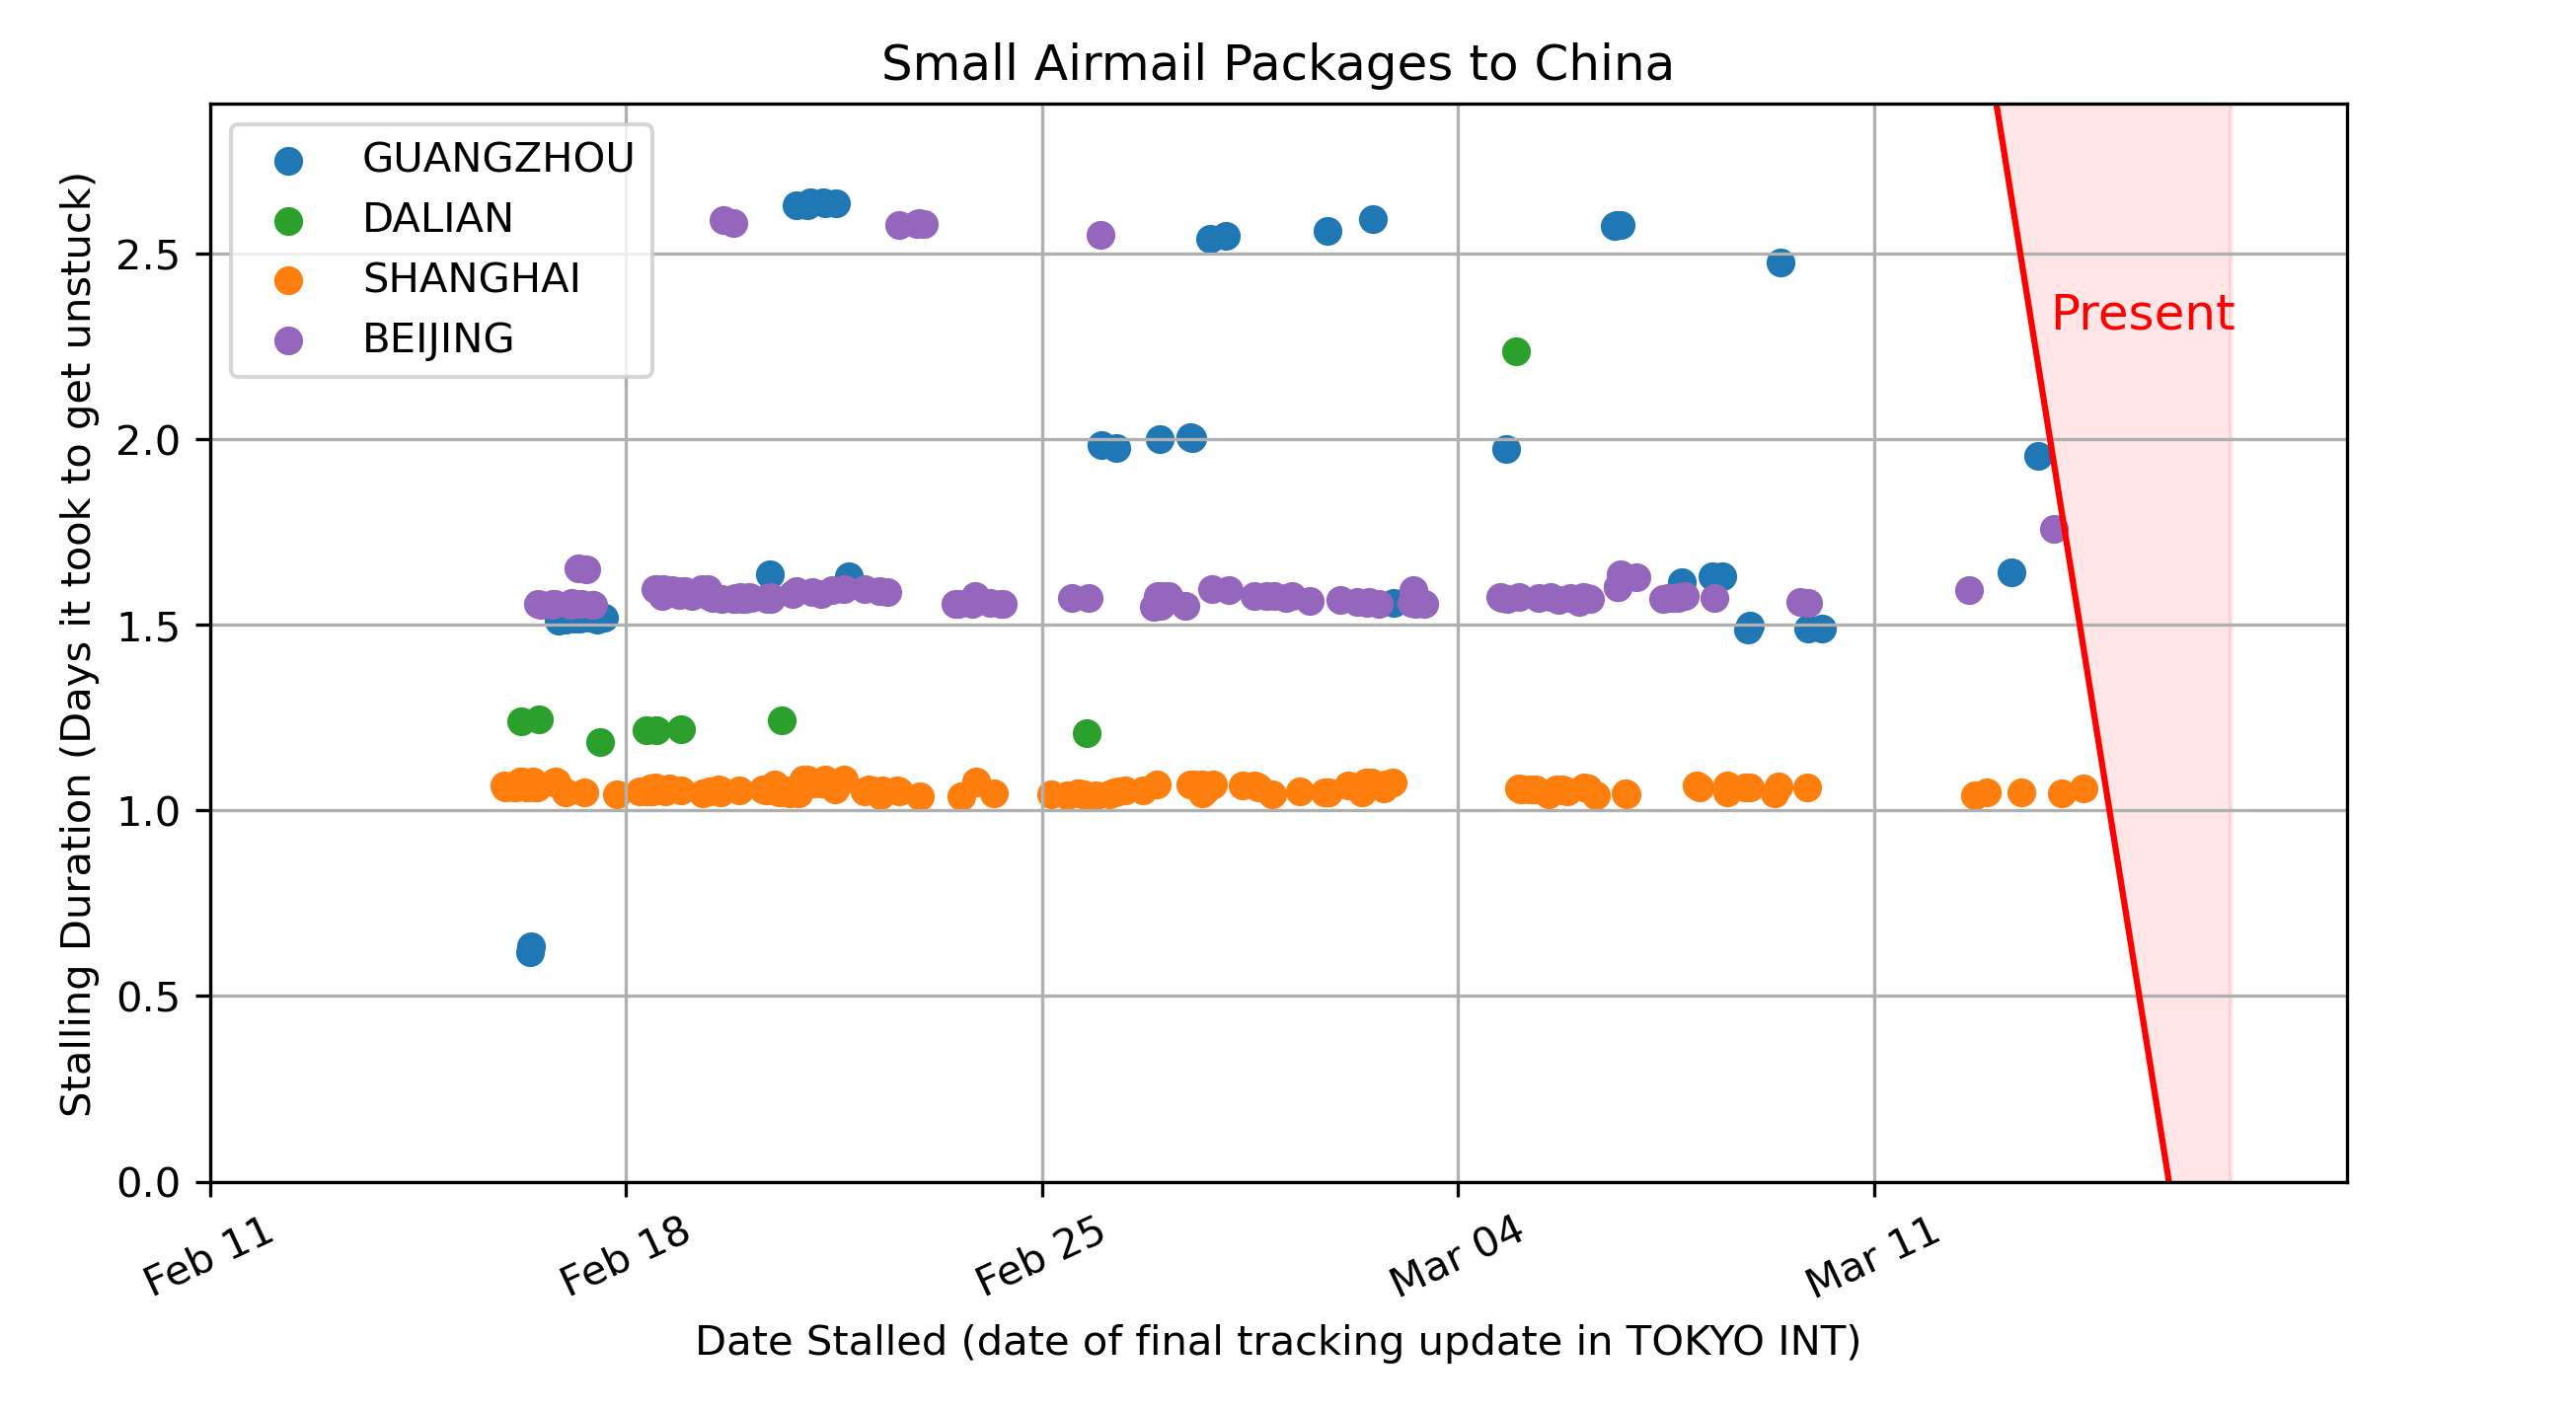 Small Airmail Packages to China
GUANGZHOU
DALIAN
SHANGHAI
BEIJING
Present
Stalling Duration (Days it took to get unstuck)
2.5
2.0
1.5
1.0
0.5
0.0
Feb 11
Feb 18
Feb 25
Mar 04
Mar 11
Date Stalled (date of final tracking update in TOKYO INT)